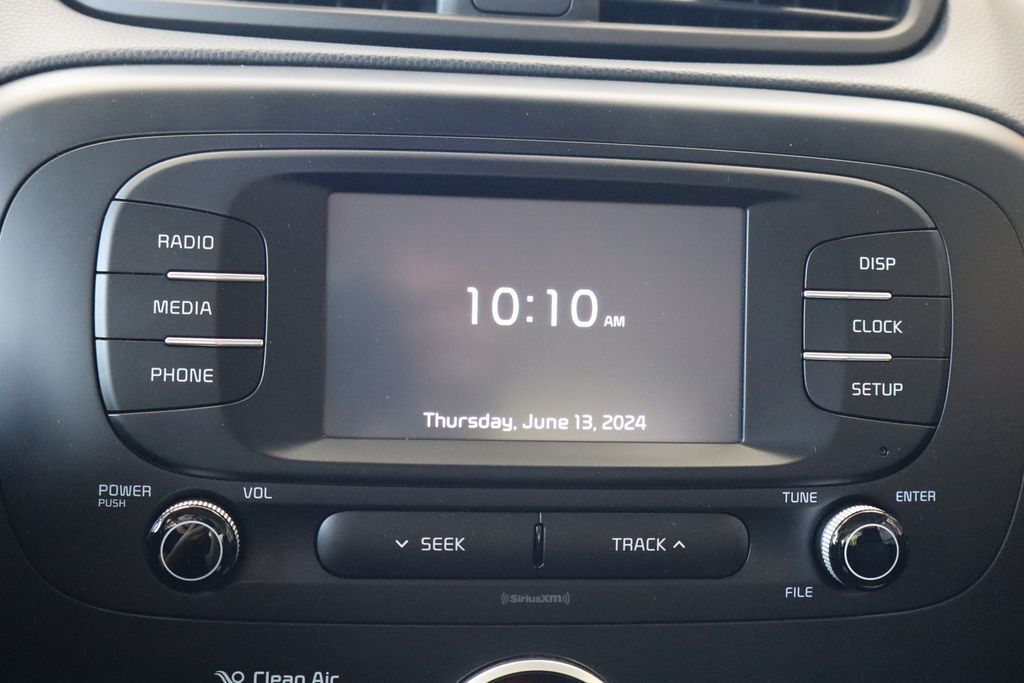 RADIO
MEDIA
PHONE
10:10 AM
Thursday, June 13, 2024
DISP
CLOCK
SETUP
POWER
PUSH
VOL
SEEK
TRACK
TUNE
ENTER
FILE
SiriusXM
Clean Air